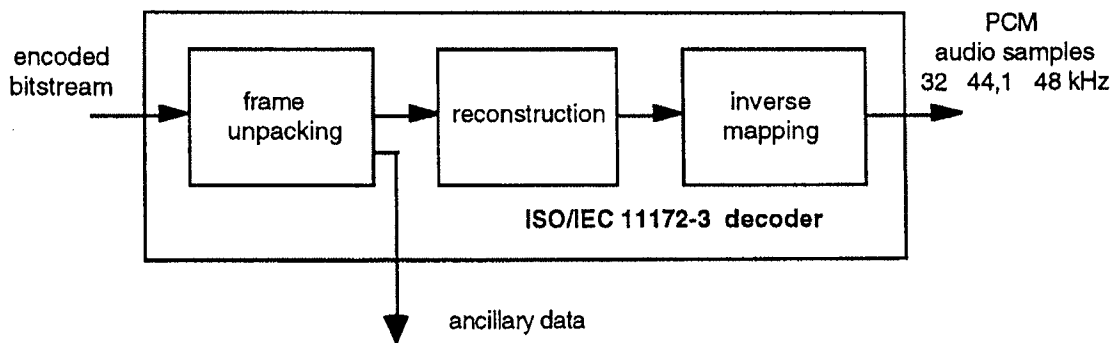 encoded
bitstream
frame
unpacking
reconstruction
inverse
mapping
PCM
audio samples
32 44,1 48 kHz
ISO/IEC 11172-3 decoder
ancillary data